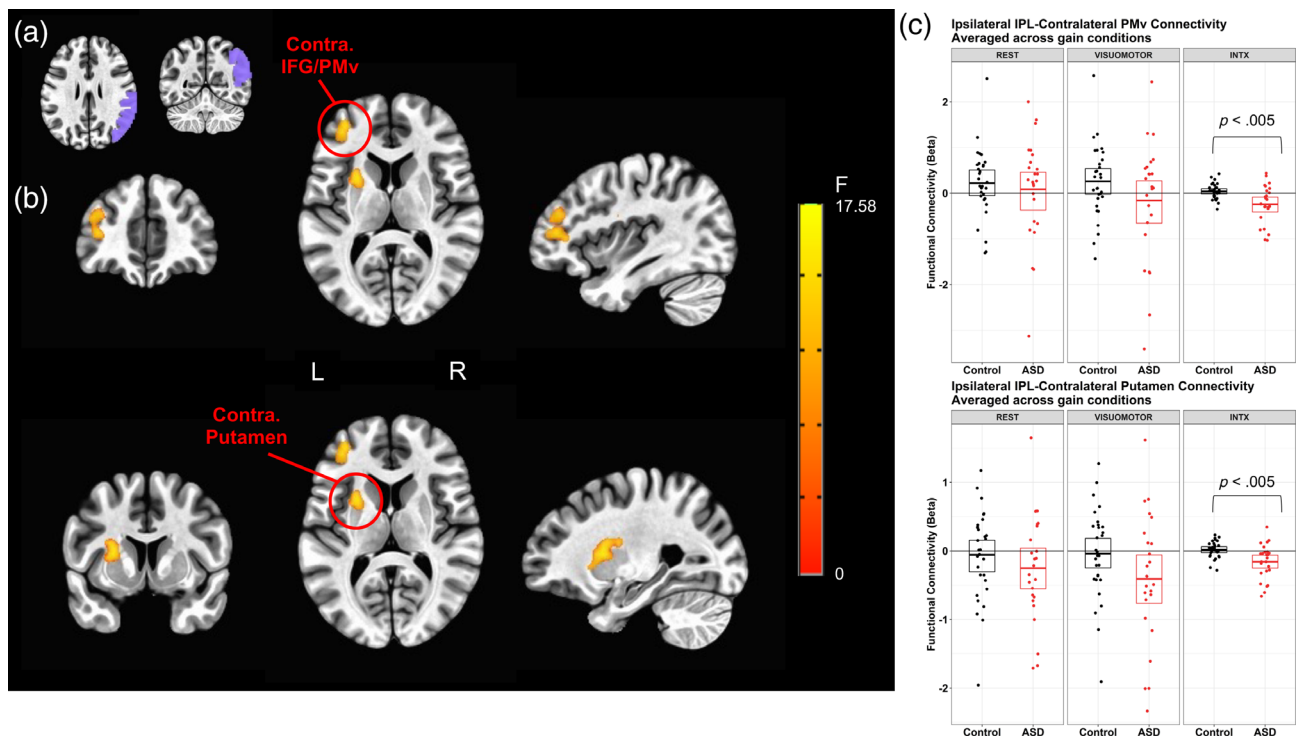 (a)
Contra.
IFG/PMv
(b)
F
17.58
0
L R
Contra.
Putamen
(c)
Ipsilateral IPL-Contralateral PMv Connectivity
Averaged across gain conditions
REST VISUOMOTOR INTX
Functional Connectivity (Beta)
2
0
-2
p < .005
Control ASD Control ASD Control ASD
Ipsilateral IPL-Contralateral Putamen Connectivity
Averaged across gain conditions
REST VISUOMOTOR INTX
Functional Connectivity (Beta)
1
0
-1
-2
p < .005
Control ASD Control ASD Control ASD